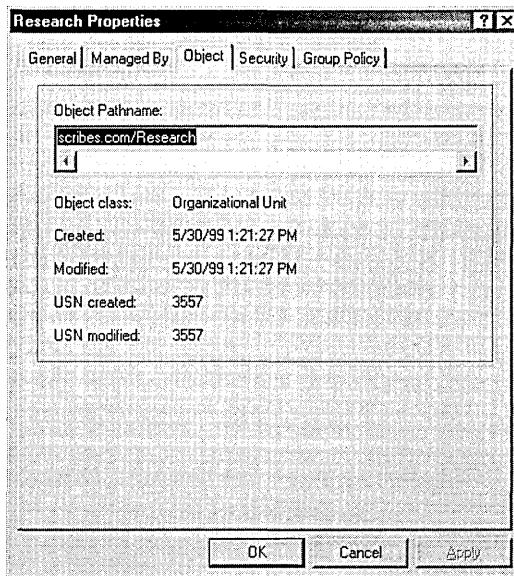 Research Properties
General Managed By Object Security Group Policy
Object Pathname:
scribes.com/Research
Object class: Organizational Unit
Created: 5/30/99 1:21:27 PM
Modified: 5/30/99 1:21:27 PM
USN created: 3557
USN modified: 3557
OK Cancel Apply